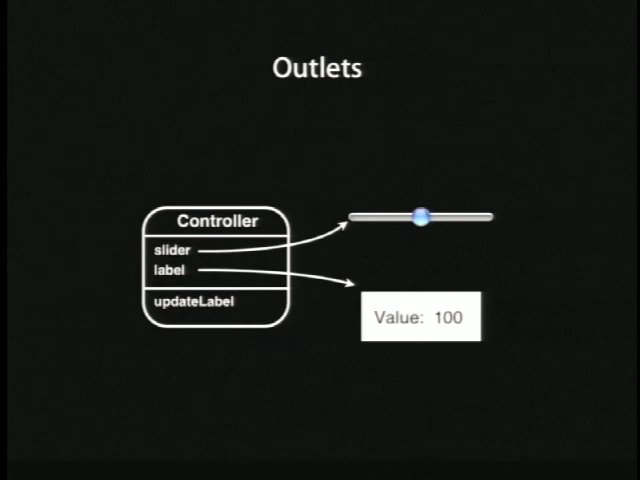 Outlets
Controller
slider
label
updateLabel
Value: 100